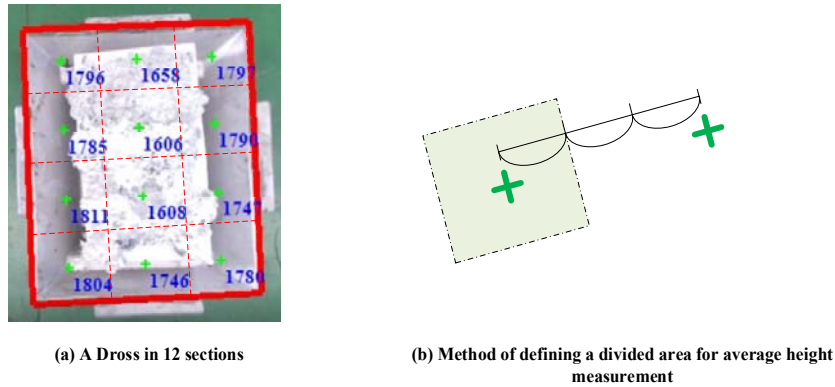 1796 1658 1797
1785 1606 1790
1811 1608 1747
1804 1746 1780
(a) A Dross in 12 sections
(b) Method of defining a divided area for average height
measurement